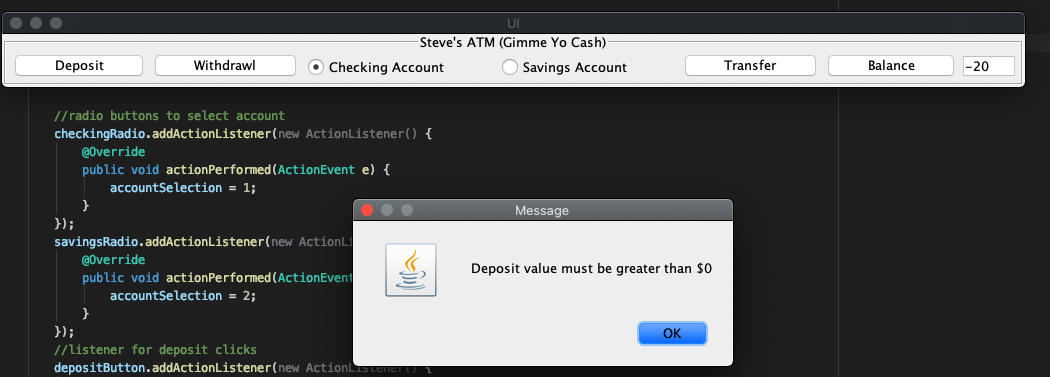 UI
Steve's ATM (Gimme Yo Cash)
Deposit Withdrawl Checking Account Savings Account Transfer Balance -20
//radio buttons to select account
checkingRadio.addActionListener(new ActionListener() {
@Override
public void actionPerformed(ActionEvent e) {
accountSelection = 1;
}
});
savingsRadio.addActionListener(new ActionLi
@Override
public void actionPerformed(ActionEvent
accountSelection = 2;
}
});
//listener for deposit clicks
depositButton.addActionListener(new ActionListener() {
Message
Deposit value must be greater than $0
OK